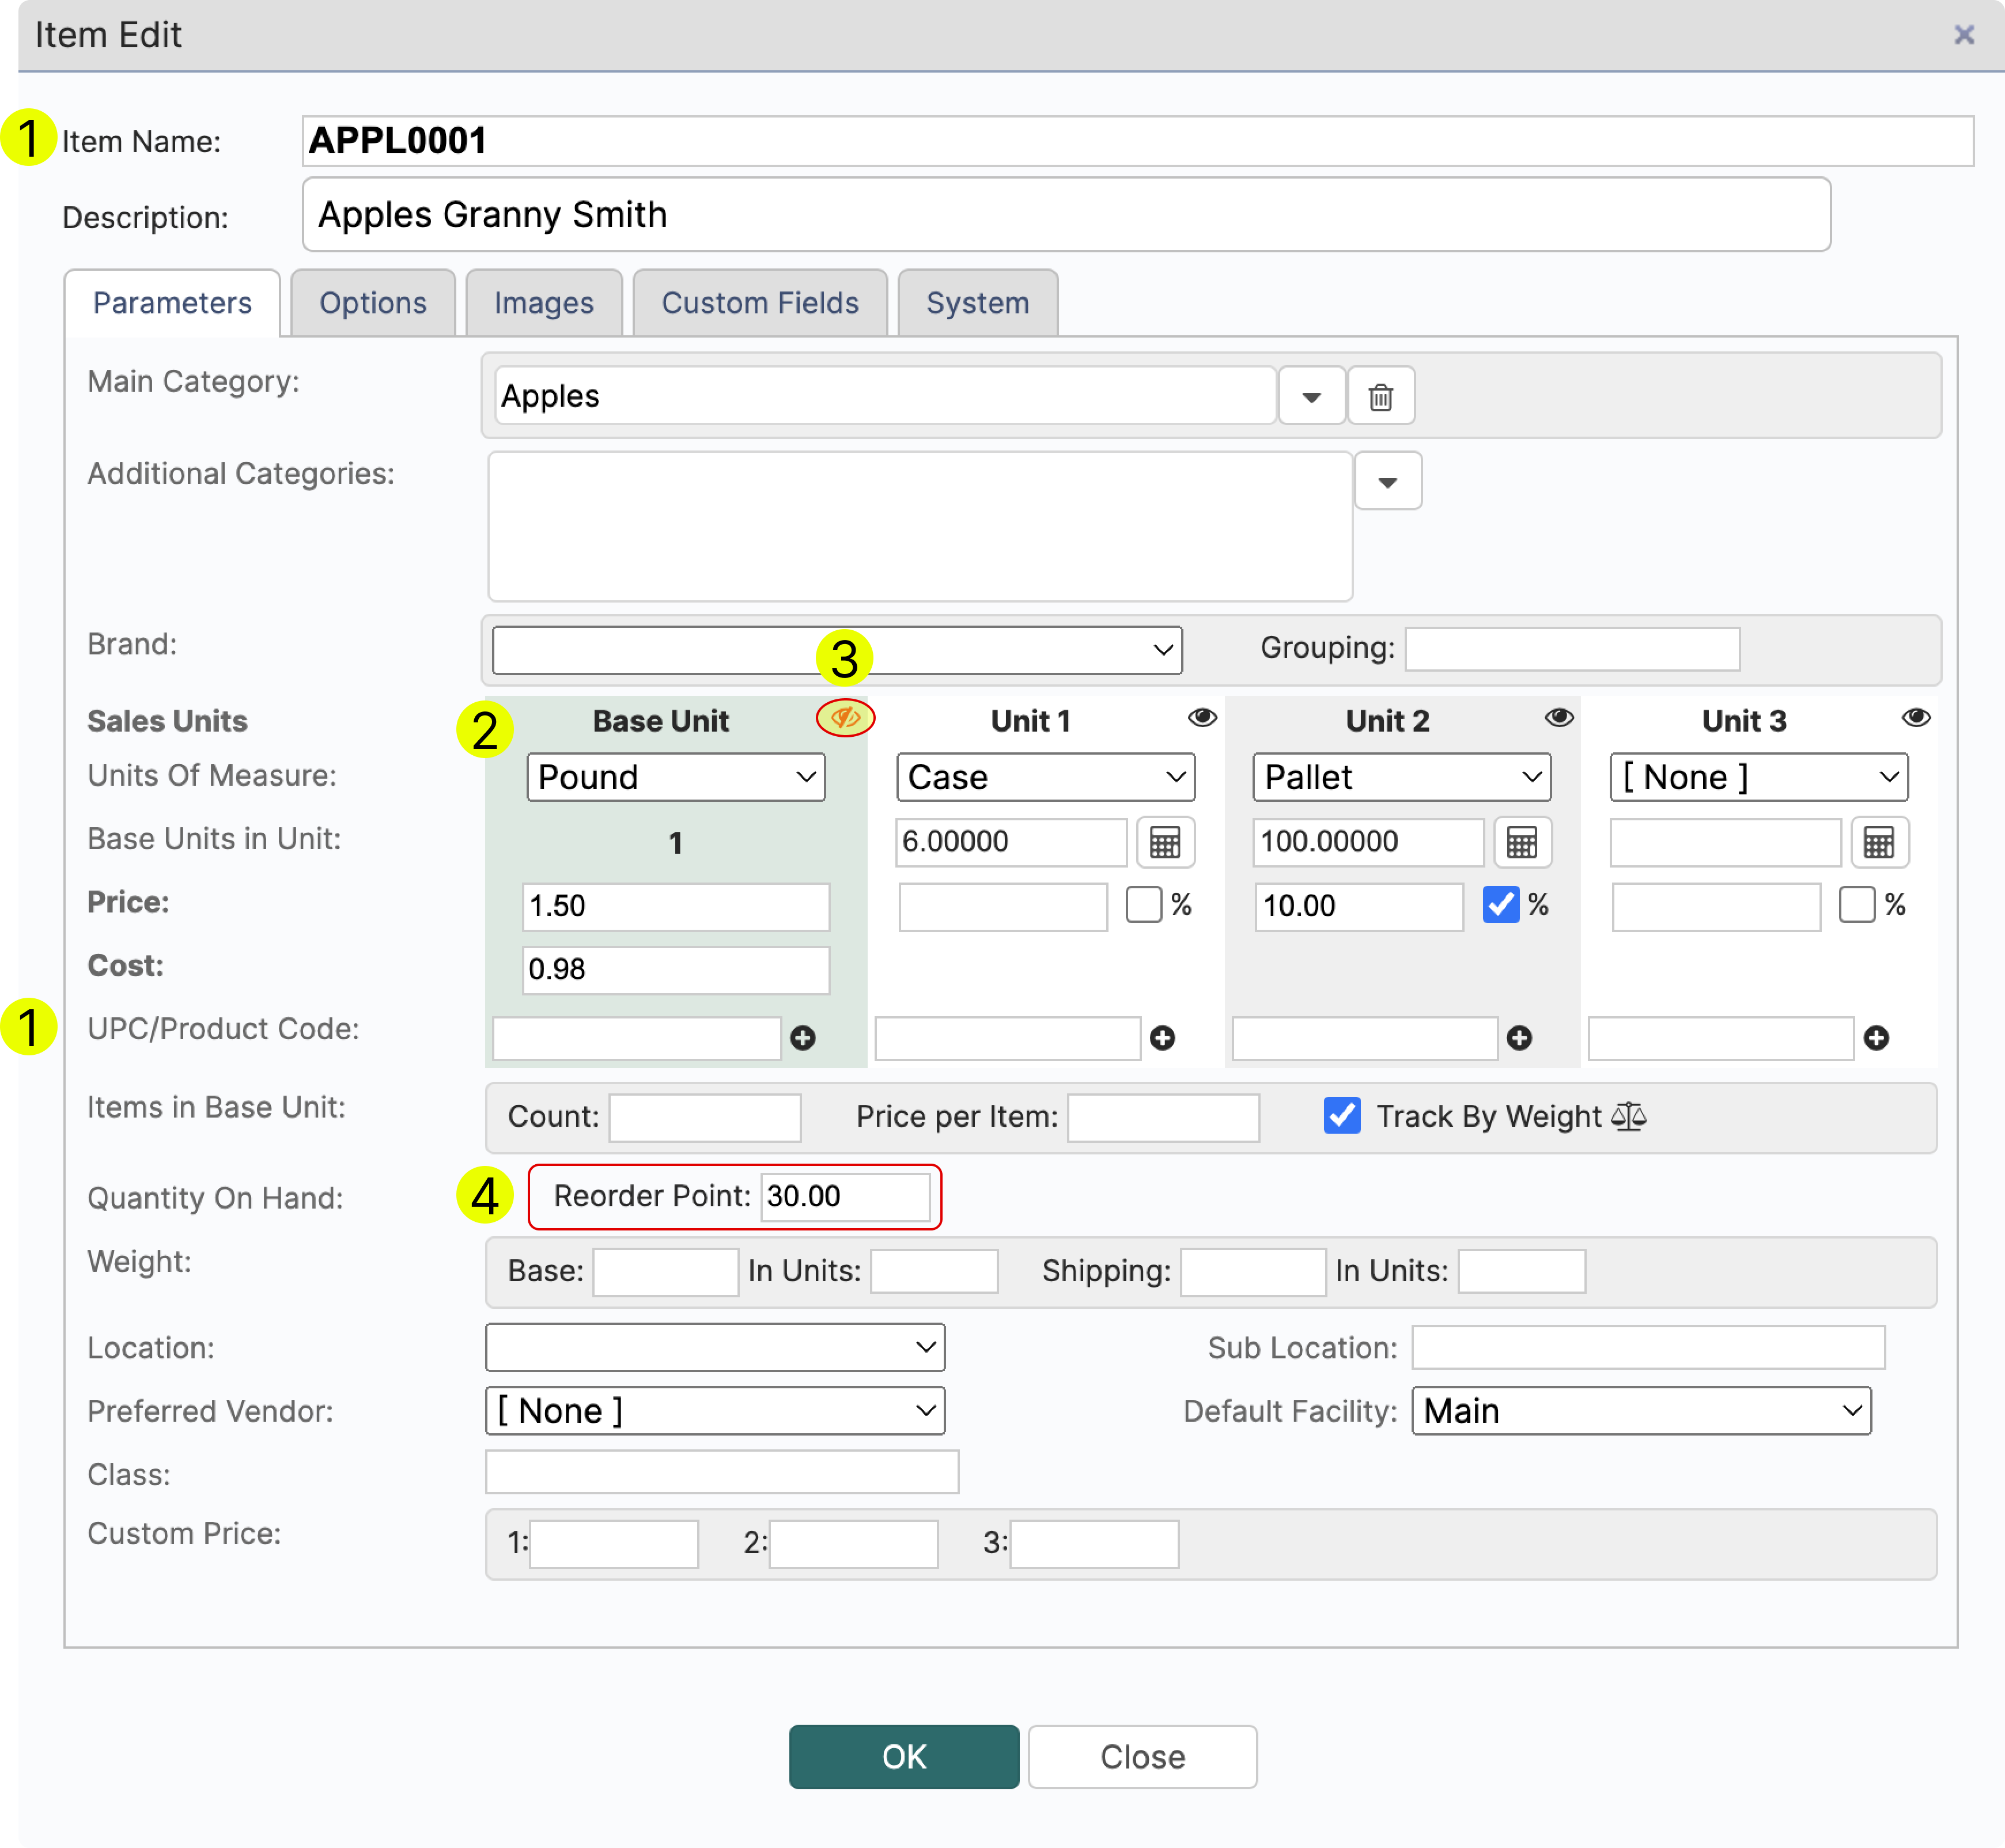 Item Edit
1 Item Name: APPL0001
Description: Apples Granny Smith
Parameters Options Images Custom Fields System
Main Category: Apples
Additional Categories:
Brand: 3 Grouping:
Sales Units 2 Base Unit Unit 1 Unit 2 Unit 3
Units Of Measure: Pound Case Pallet [ None ]
Base Units in Unit: 1 6.00000 100.00000
Price: 1.50 % 10.00 % %
Cost: 0.98
1 UPC/Product Code:
Items in Base Unit: Count: Price per Item: Track By Weight
Quantity On Hand: 4 Reorder Point: 30.00
Weight: Base: In Units: Shipping: In Units:
Location: Sub Location:
Preferred Vendor: [ None ] Default Facility: Main
Class:
Custom Price: 1: 2: 3:
OK Close